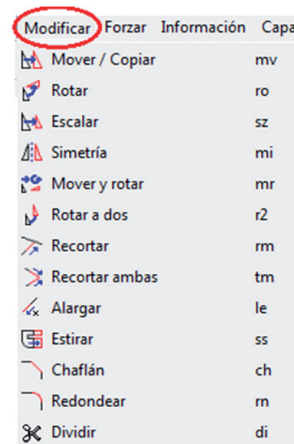 Modificar Forzar Información Capa
Mover / Copiar mv
Rotar ro
Escalar sz
Simetría mi
Mover y rotar mr
Rotar a dos r2
Recortar rm
Recortar ambas tm
Alargar le
Estirar ss
Chaflán ch
Redondear rn
Dividir di